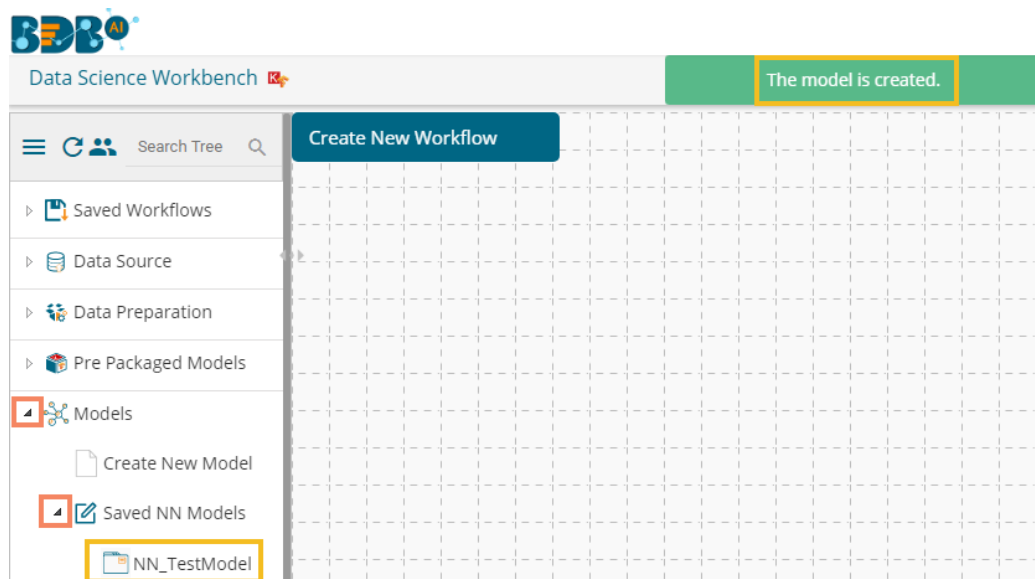 BDB AI
Data Science Workbench
The model is created.
Search Tree
Create New Workflow
Saved Workflows
Data Source
Data Preparation
Pre Packaged Models
Models
Create New Model
Saved NN Models
NN_TestModel